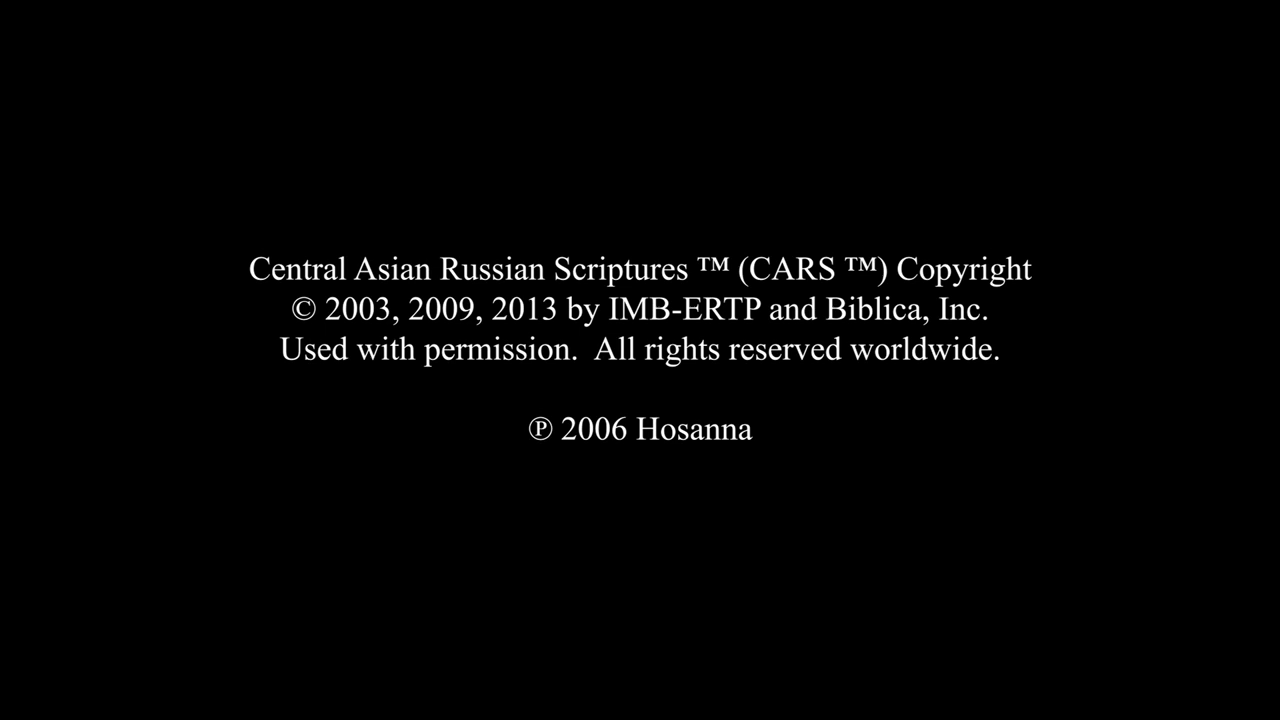 Central Asian Russian Scriptures ™ (CARS ™) Copyright
© 2003, 2009, 2013 by IMB-ERTP and Biblica, Inc.
Used with permission.  All rights reserved worldwide.
℗ 2006 Hosanna